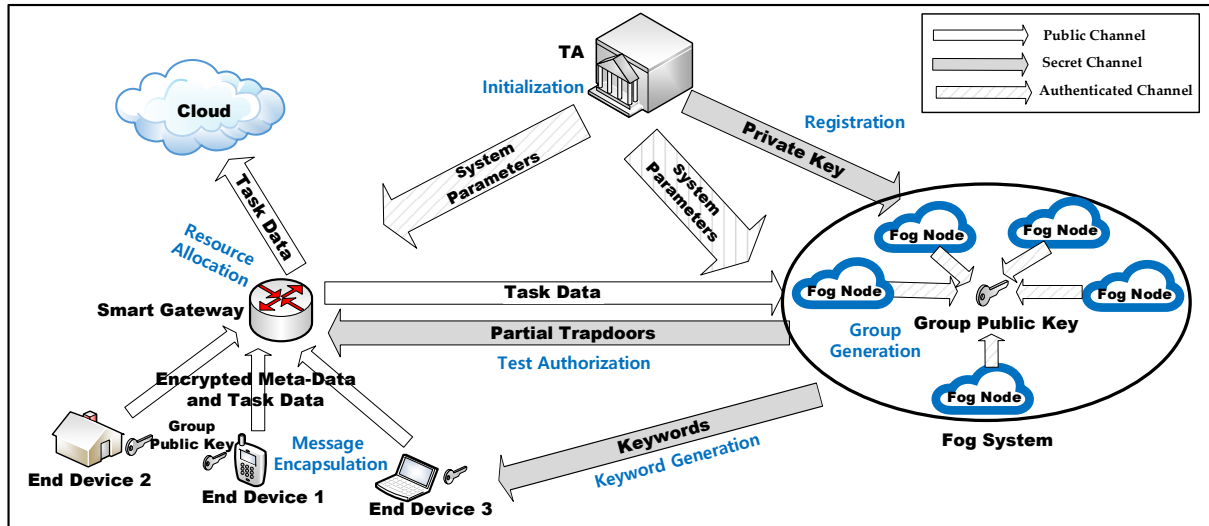 TA
Initialization
Public Channel
Secret Channel
Authenticated Channel
Cloud
Registration
Private Key
System
Parameters
System
Parameters
Task Data
Resource
Allocation
Fog Node
Fog Node
Fog Node
Fog Node
Smart Gateway
Task Data
Group Public Key
Partial Trapdoors
Group
Generation
Test Authorization
Encrypted Meta-Data
and Task Data
Fog Node
Group
Public Key
Message
Encapsulation
Keywords
Keyword Generation
Fog System
End Device 2
End Device 1
End Device 3